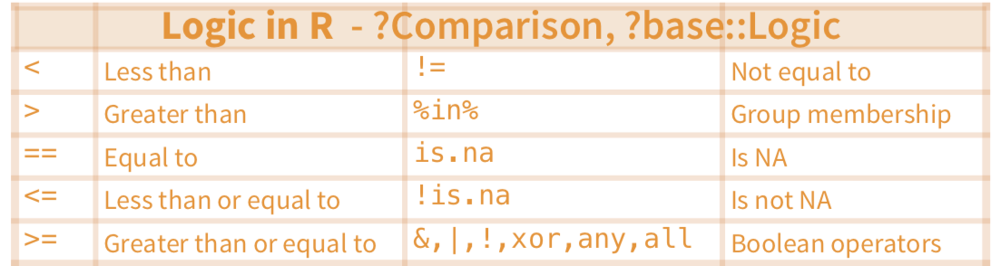 Logic in R - ?Comparison, ?base::Logic
< Less than != Not equal to
> Greater than %in% Group membership
== Equal to is.na Is NA
<= Less than or equal to !is.na Is not NA
>= Greater than or equal to &,|,!,xor,any,all Boolean operators